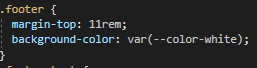 .footer {
  margin-top: 11rem;
  background-color: var(--color-white);
}